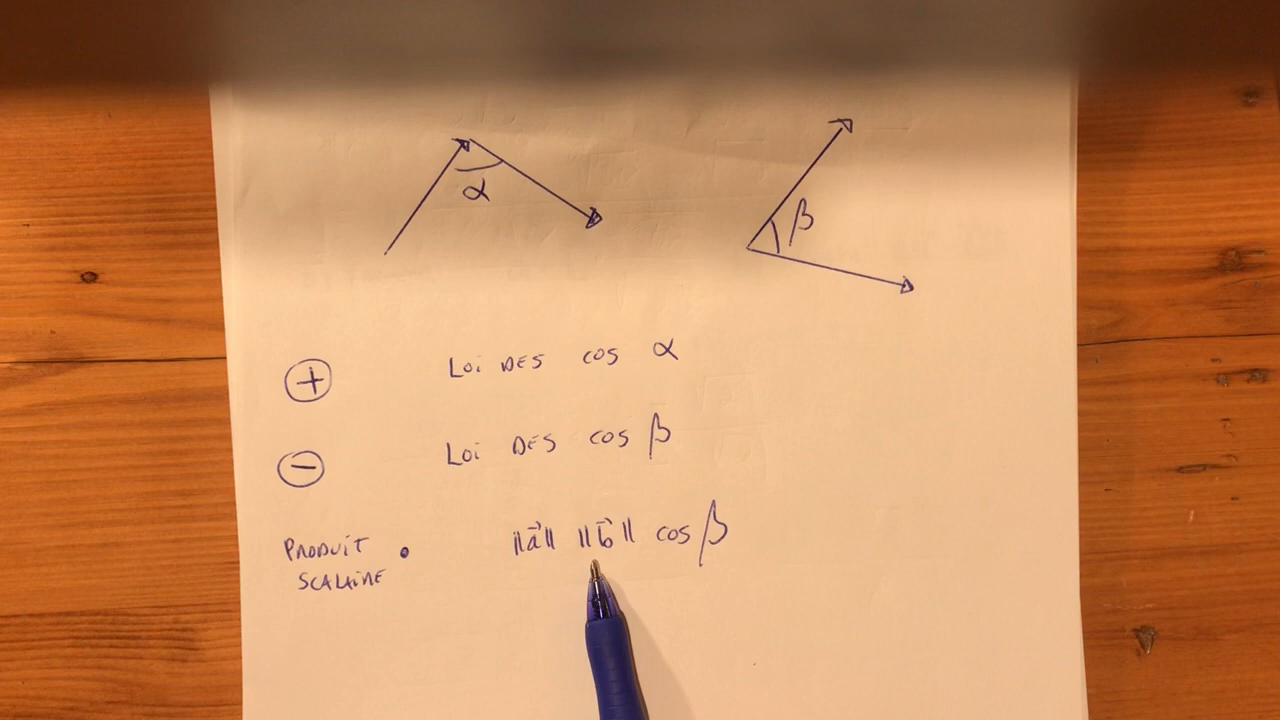 α
β
+ Loi DES cos α
− Loi DES cos β
PRODUIT SCALAIRE • ||a⃗|| ||b⃗|| cos β